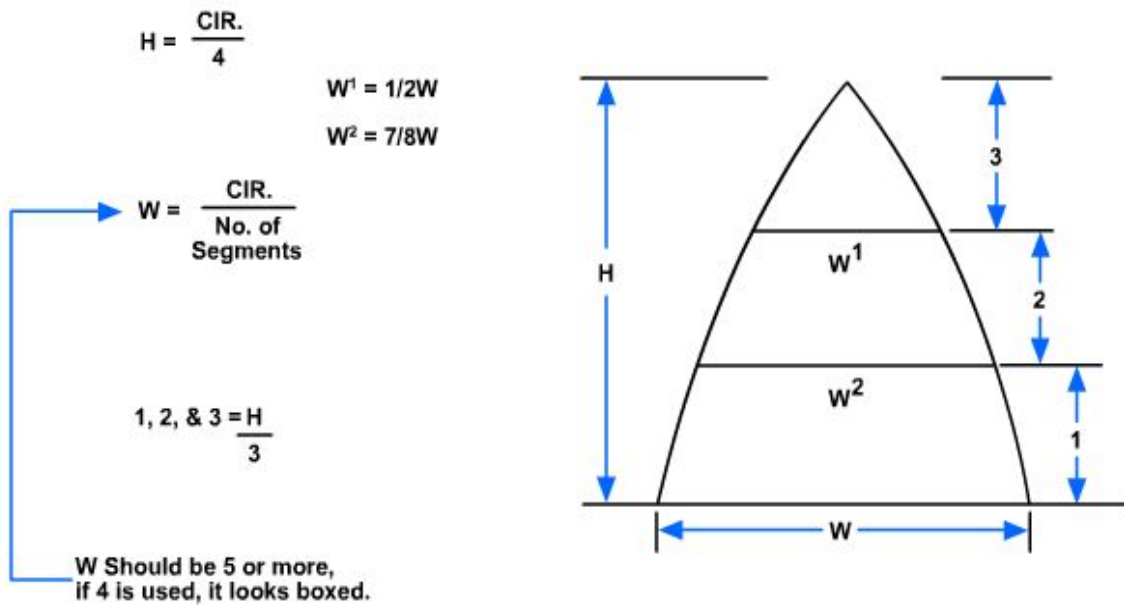 H = CIR.
4
W¹ = 1/2W
W² = 7/8W
W = CIR.
No. of
Segments
1, 2, & 3 = H
3
W Should be 5 or more,
if 4 is used, it looks boxed.
H
3
W¹
2
W²
1
W